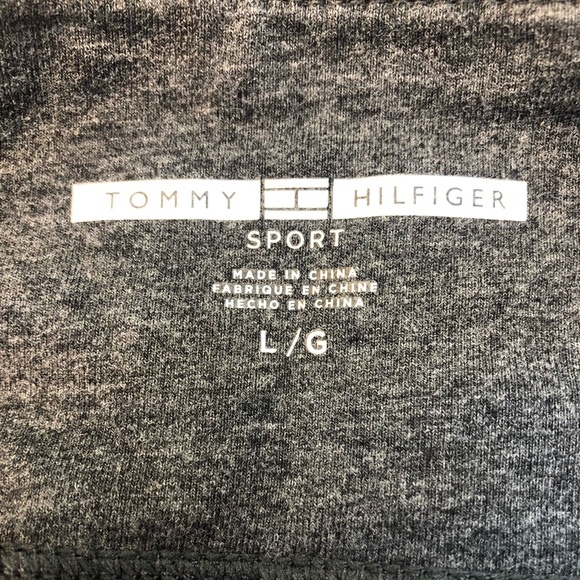 TOMMY HILFIGER
SPORT
MADE IN CHINA
FABRIQUE EN CHINE
HECHO EN CHINA
L/G